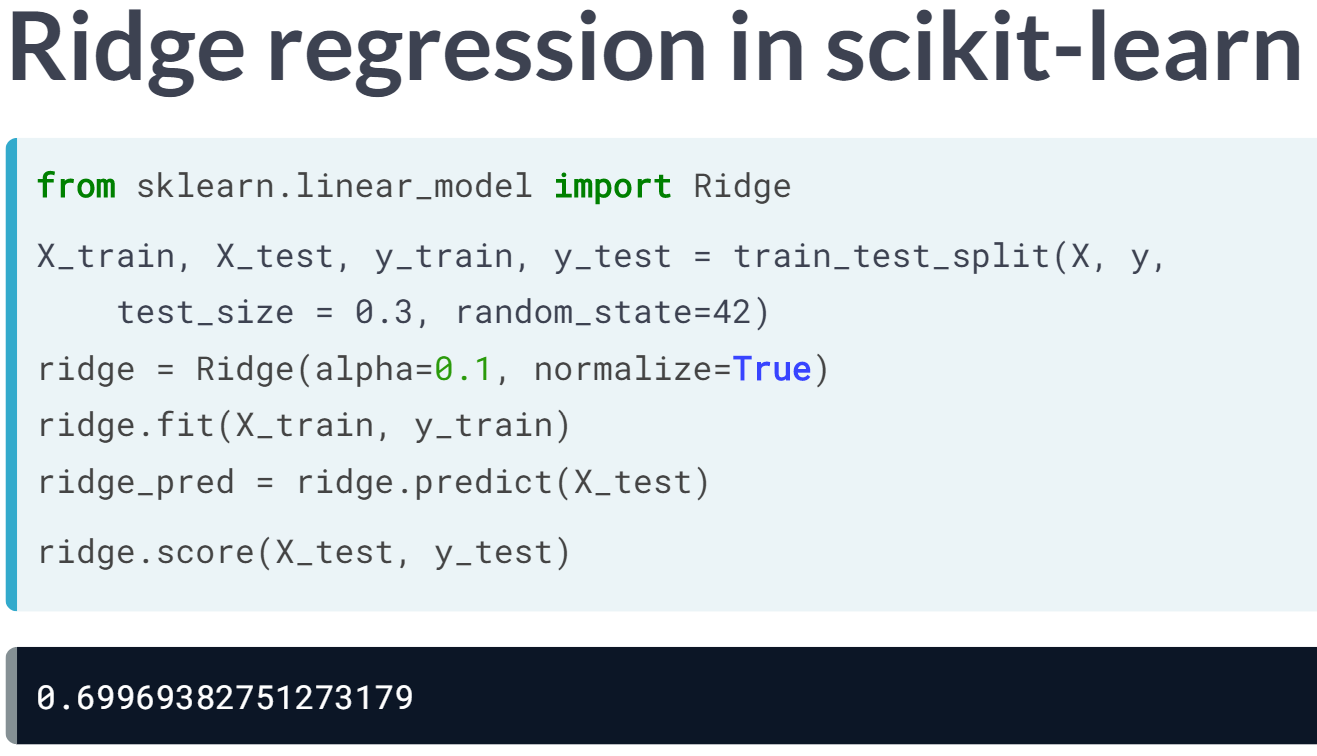 Ridge regression in scikit-learn
from sklearn.linear_model import Ridge
X_train, X_test, y_train, y_test = train_test_split(X, y,
    test_size = 0.3, random_state=42)
ridge = Ridge(alpha=0.1, normalize=True)
ridge.fit(X_train, y_train)
ridge_pred = ridge.predict(X_test)
ridge.score(X_test, y_test)
0.69969382751273179